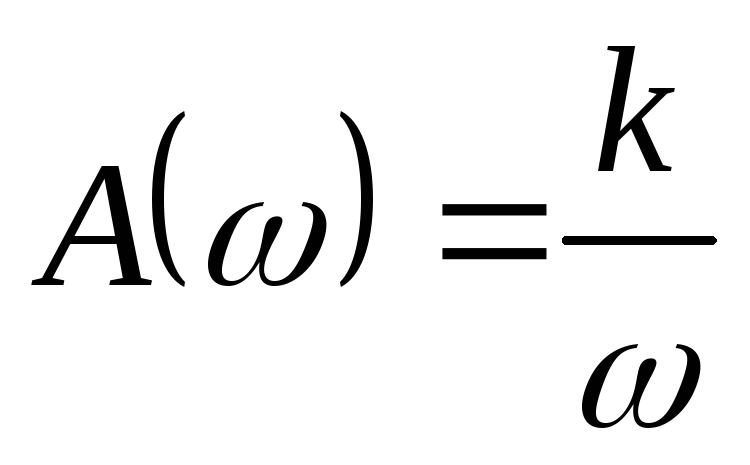 A(ω) = k/ω